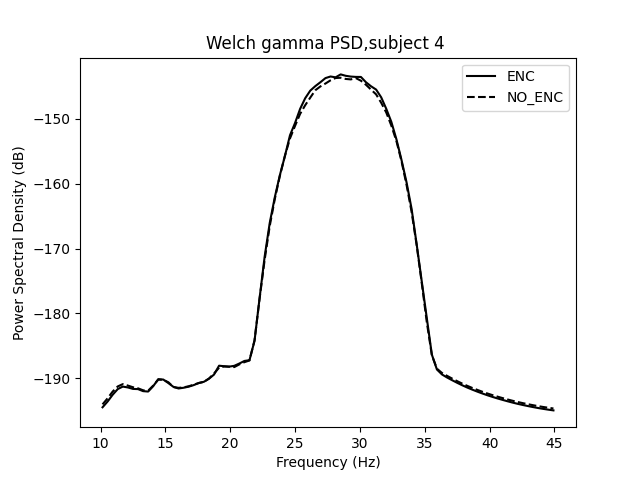 Welch gamma PSD,subject 4
ENC
NO_ENC
Power Spectral Density (dB)
−150
−160
−170
−180
−190
10 15 20 25 30 35 40 45
Frequency (Hz)